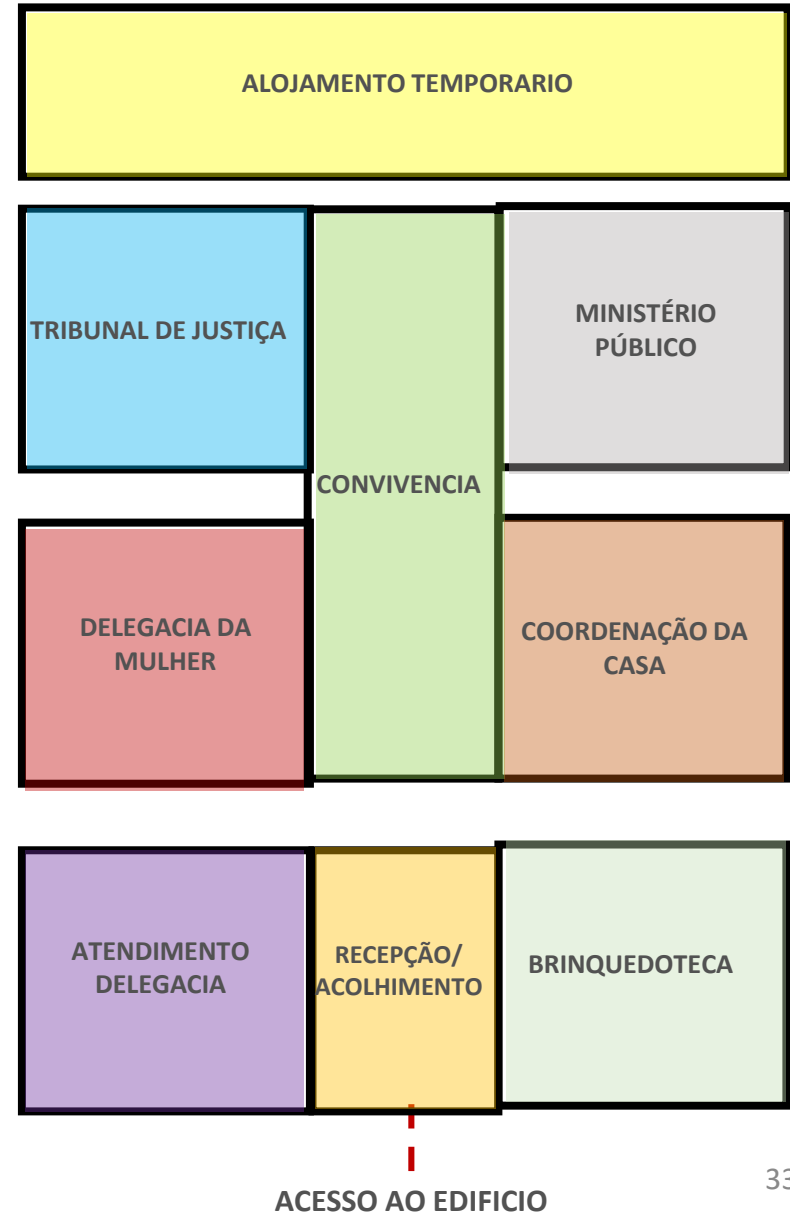 ALOJAMENTO TEMPORARIO
TRIBUNAL DE JUSTIÇA
MINISTÉRIO
PÚBLICO
CONVIVENCIA
DELEGACIA DA
MULHER
COORDENAÇÃO DA
CASA
ATENDIMENTO
DELEGACIA
RECEPÇÃO/
ACOLHIMENTO
BRINQUEDOTECA
ACESSO AO EDIFICIO
33